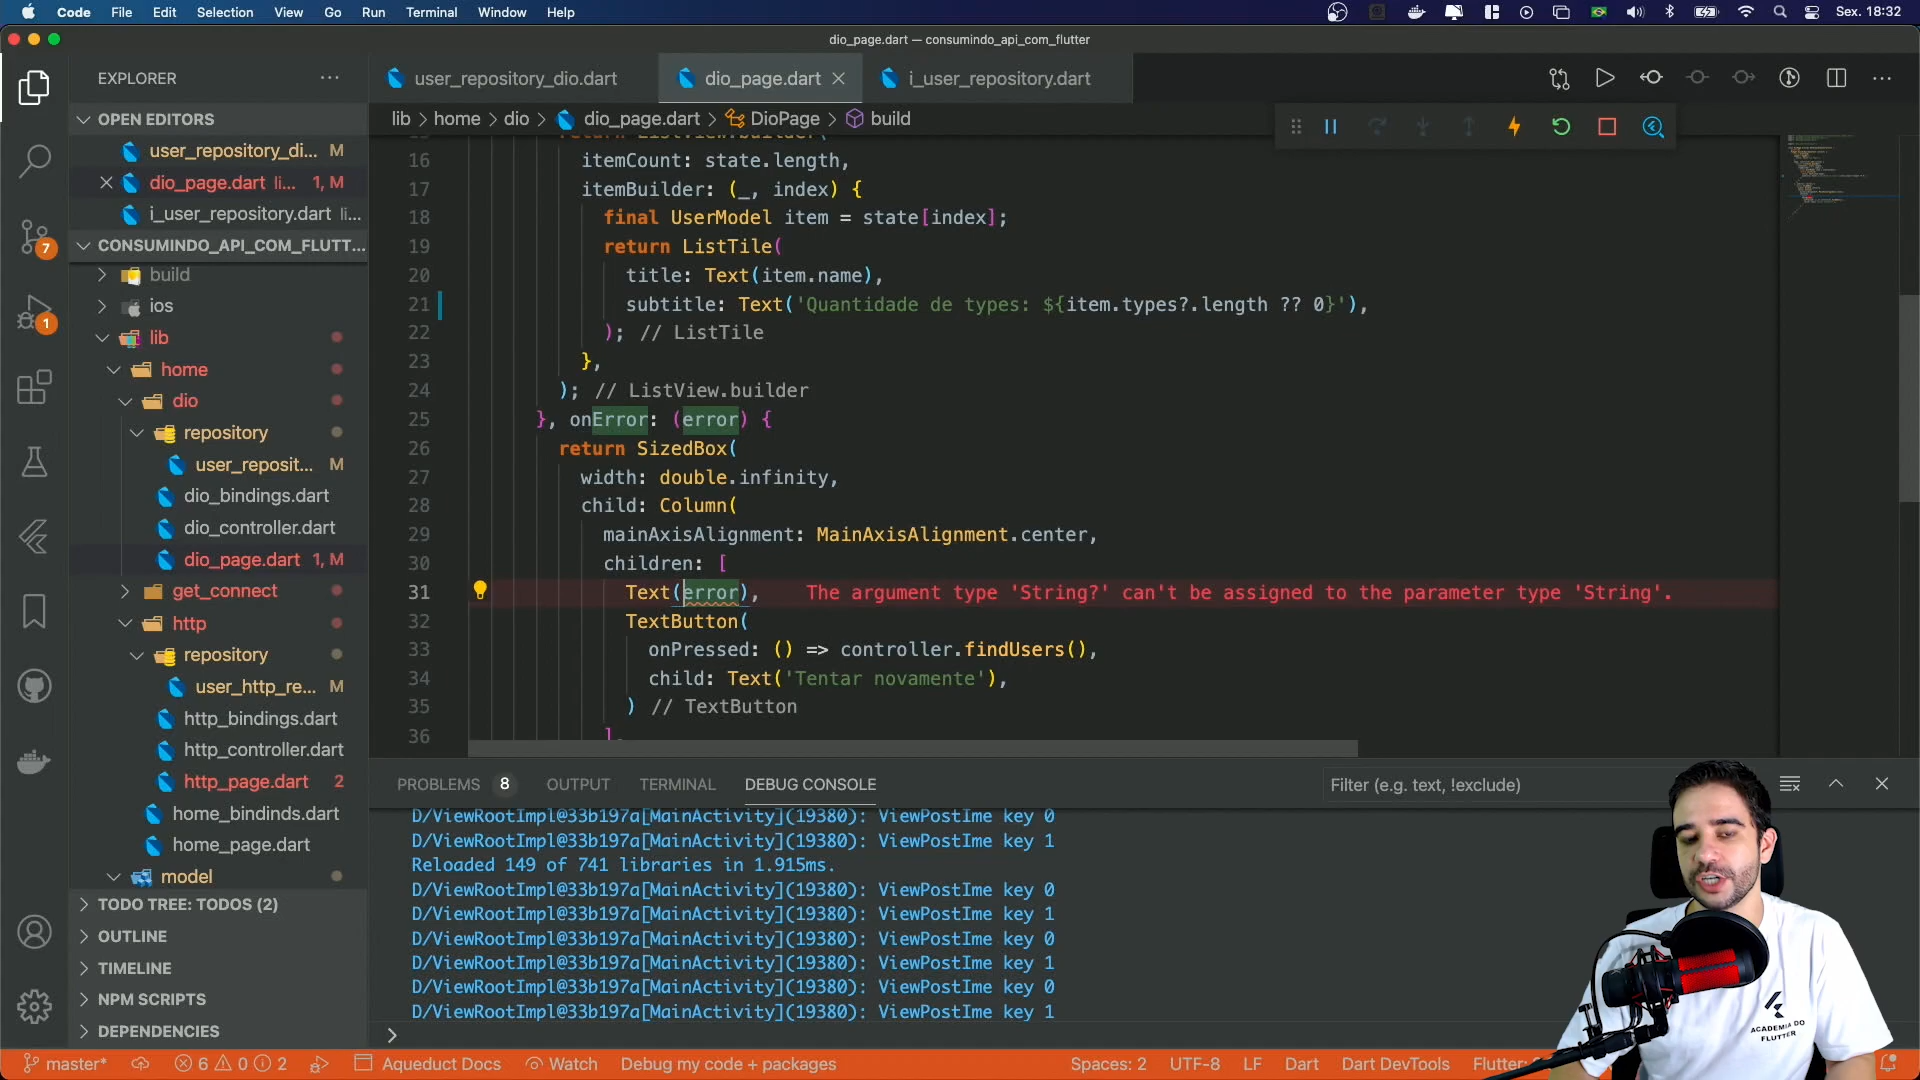 Code File Edit Selection View Go Run Terminal Window Help
Sex. 18:32
dio_page.dart — consumindo_api_com_flutter
EXPLORER
OPEN EDITORS
user_repository_di... M
dio_page.dart li... 1, M
i_user_repository.dart li...
CONSUMINDO_API_COM_FLUTT...
build
ios
lib
home
dio
repository
user_reposit... M
dio_bindings.dart
dio_controller.dart
dio_page.dart 1, M
get_connect
http
repository
user_http_re... M
http_bindings.dart
http_controller.dart
http_page.dart 2
home_bindinds.dart
home_page.dart
model
TODO TREE: TODOS (2)
OUTLINE
TIMELINE
NPM SCRIPTS
DEPENDENCIES
7
1
user_repository_dio.dart dio_page.dart i_user_repository.dart
lib > home > dio > dio_page.dart > DioPage > build
return ListView.builder(
16 itemCount: state.length,
17 itemBuilder: (_, index) {
18 final UserModel item = state[index];
19 return ListTile(
20 title: Text(item.name),
21 subtitle: Text('Quantidade de types: ${item.types?.length ?? 0}'),
22 ); // ListTile
23 },
24 ); // ListView.builder
25 }, onError: (error) {
26 return SizedBox(
27 width: double.infinity,
28 child: Column(
29 mainAxisAlignment: MainAxisAlignment.center,
30 children: [
31 Text(error), The argument type 'String?' can't be assigned to the parameter type 'String'.
32 TextButton(
33 onPressed: () => controller.findUsers(),
34 child: Text('Tentar novamente'),
35 ) // TextButton
36 ],
PROBLEMS 8 OUTPUT TERMINAL DEBUG CONSOLE Filter (e.g. text, !exclude)
D/ViewRootImpl@33b197a[MainActivity](19380): ViewPostIme key 0
D/ViewRootImpl@33b197a[MainActivity](19380): ViewPostIme key 1
Reloaded 149 of 741 libraries in 1.915ms.
D/ViewRootImpl@33b197a[MainActivity](19380): ViewPostIme key 0
D/ViewRootImpl@33b197a[MainActivity](19380): ViewPostIme key 1
D/ViewRootImpl@33b197a[MainActivity](19380): ViewPostIme key 0
D/ViewRootImpl@33b197a[MainActivity](19380): ViewPostIme key 1
D/ViewRootImpl@33b197a[MainActivity](19380): ViewPostIme key 0
D/ViewRootImpl@33b197a[MainActivity](19380): ViewPostIme key 1
>
ACADEMIA DO
FLUTTER
master* 6 0 2 Aqueduct Docs Watch Debug my code + packages Spaces: 2 UTF-8 LF Dart Dart DevTools Flutter: